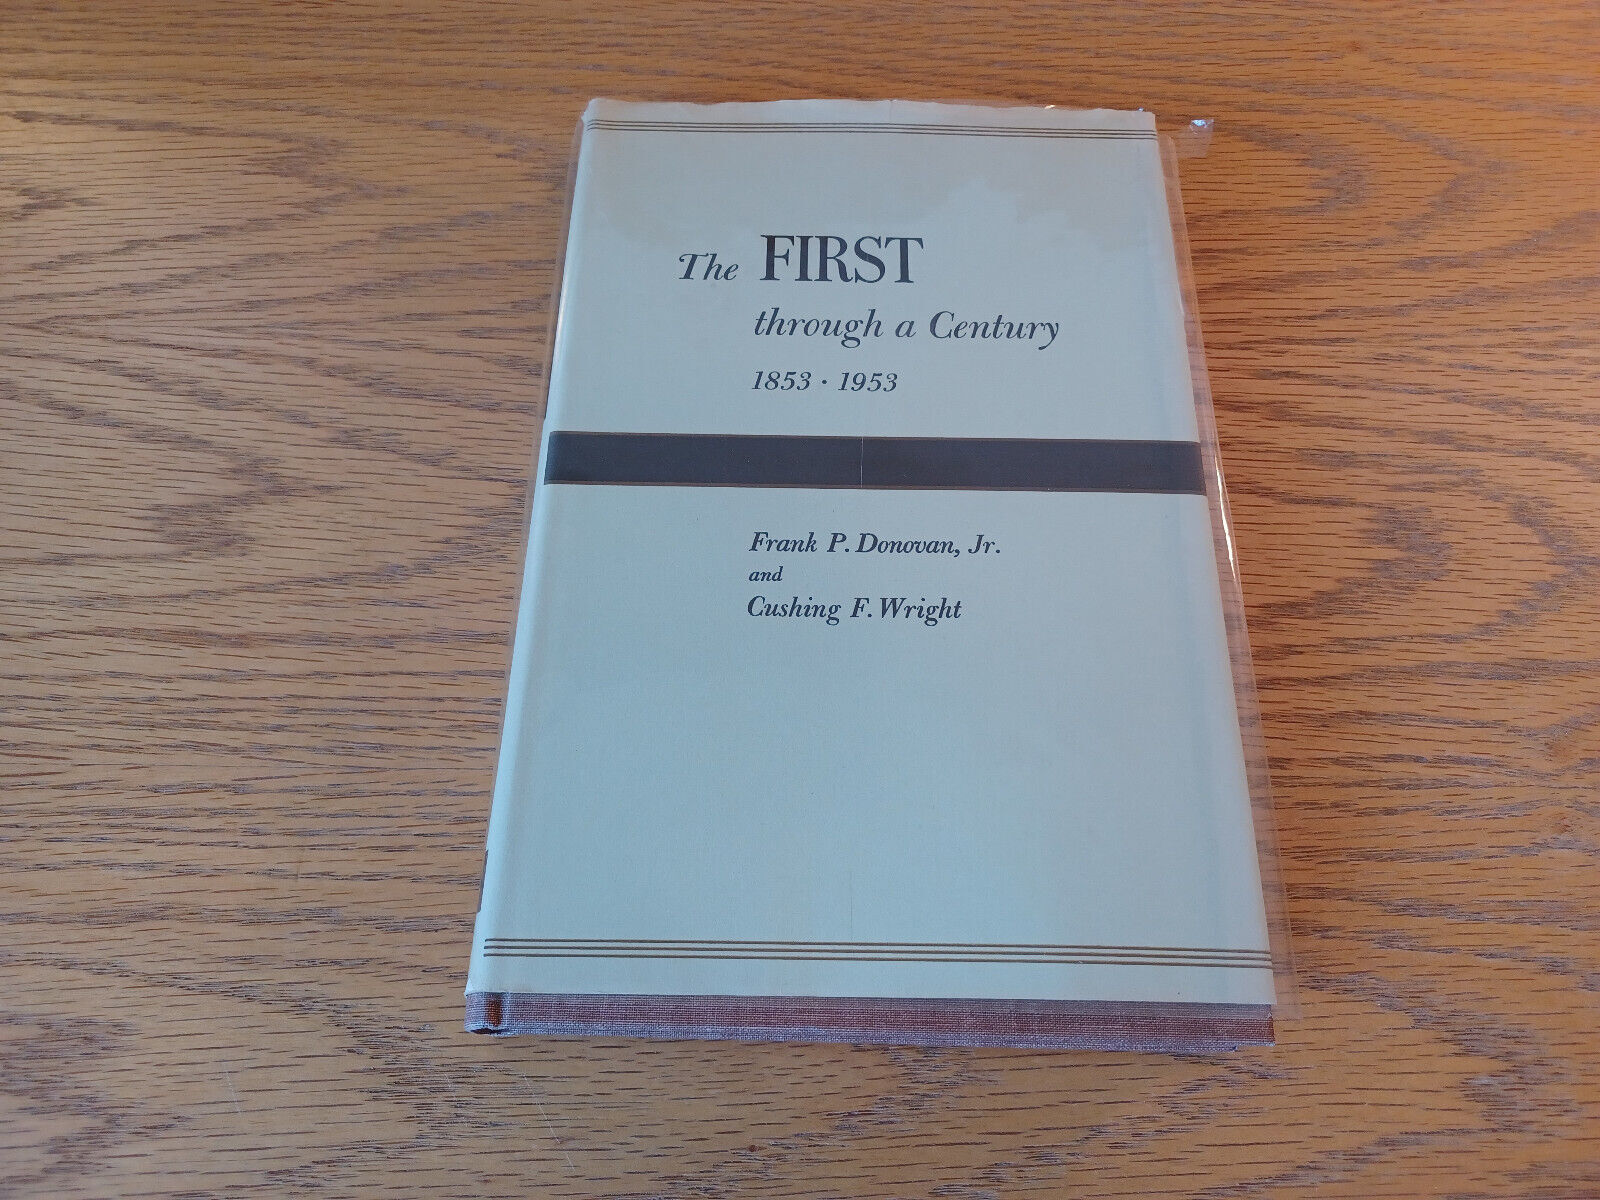 The FIRST
through a Century
1853 · 1953
Frank P. Donovan, Jr.
and
Cushing F. Wright